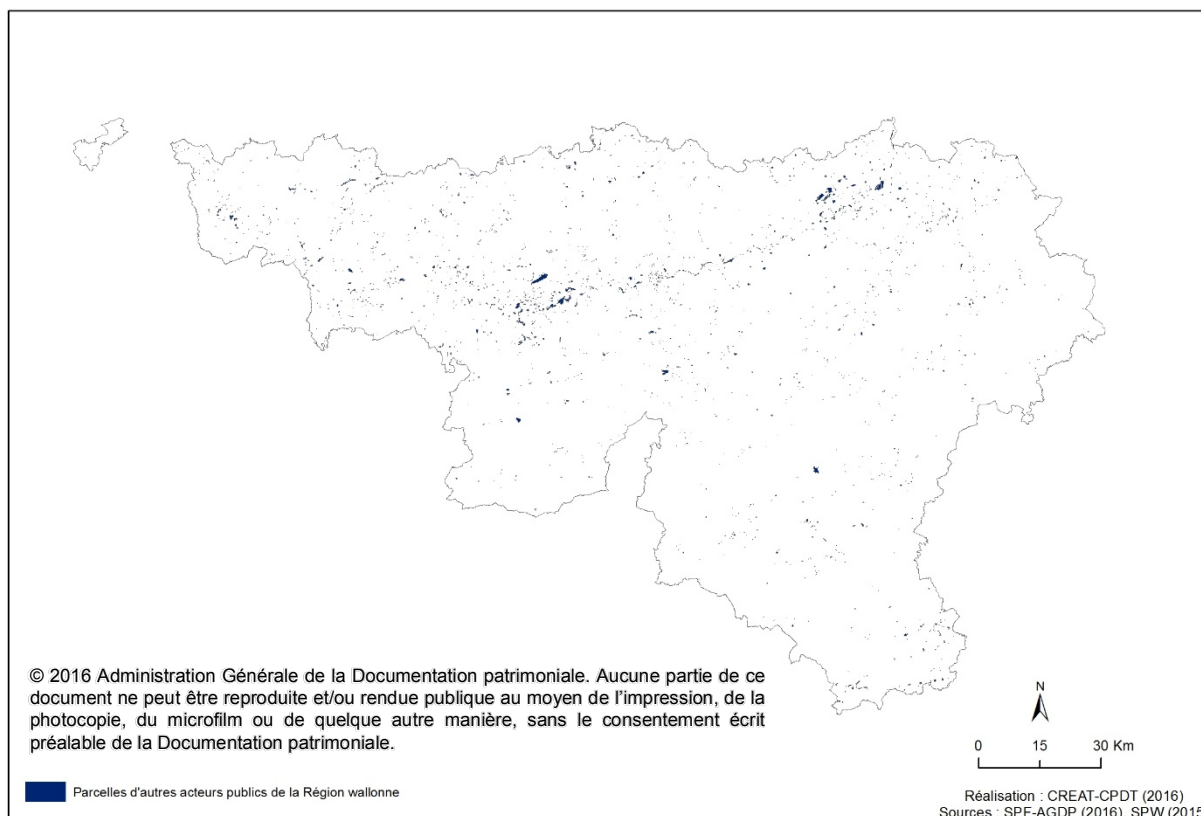 © 2016 Administration Générale de la Documentation patrimoniale. Aucune partie de ce
document ne peut être reproduite et/ou rendue publique au moyen de l'impression, de la
photocopie, du microfilm ou de quelque autre manière, sans le consentement écrit
préalable de la Documentation patrimoniale.
Parcelles d'autres acteurs publics de la Région wallonne
N
0 15 30 Km
Réalisation : CREAT-CPDT (2016)
Sources : SPF-AGDP (2016), SPW (2015